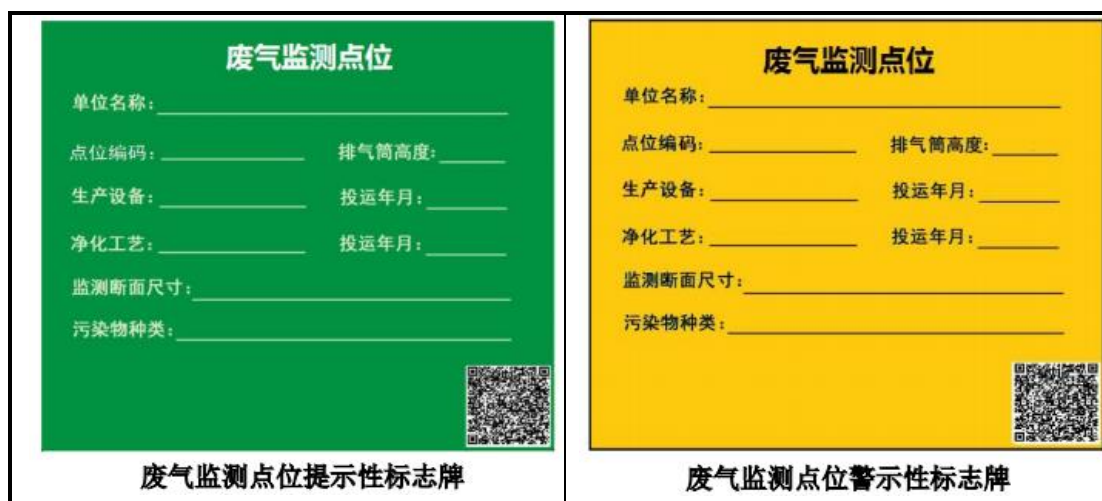 废气监测点位
单位名称：
点位编码： 排气筒高度：
生产设备： 投运年月：
净化工艺： 投运年月：
监测断面尺寸：
污染物种类：
废气监测点位提示性标志牌
废气监测点位
单位名称：
点位编码： 排气筒高度：
生产设备： 投运年月：
净化工艺： 投运年月：
监测断面尺寸：
污染物种类：
废气监测点位警示性标志牌